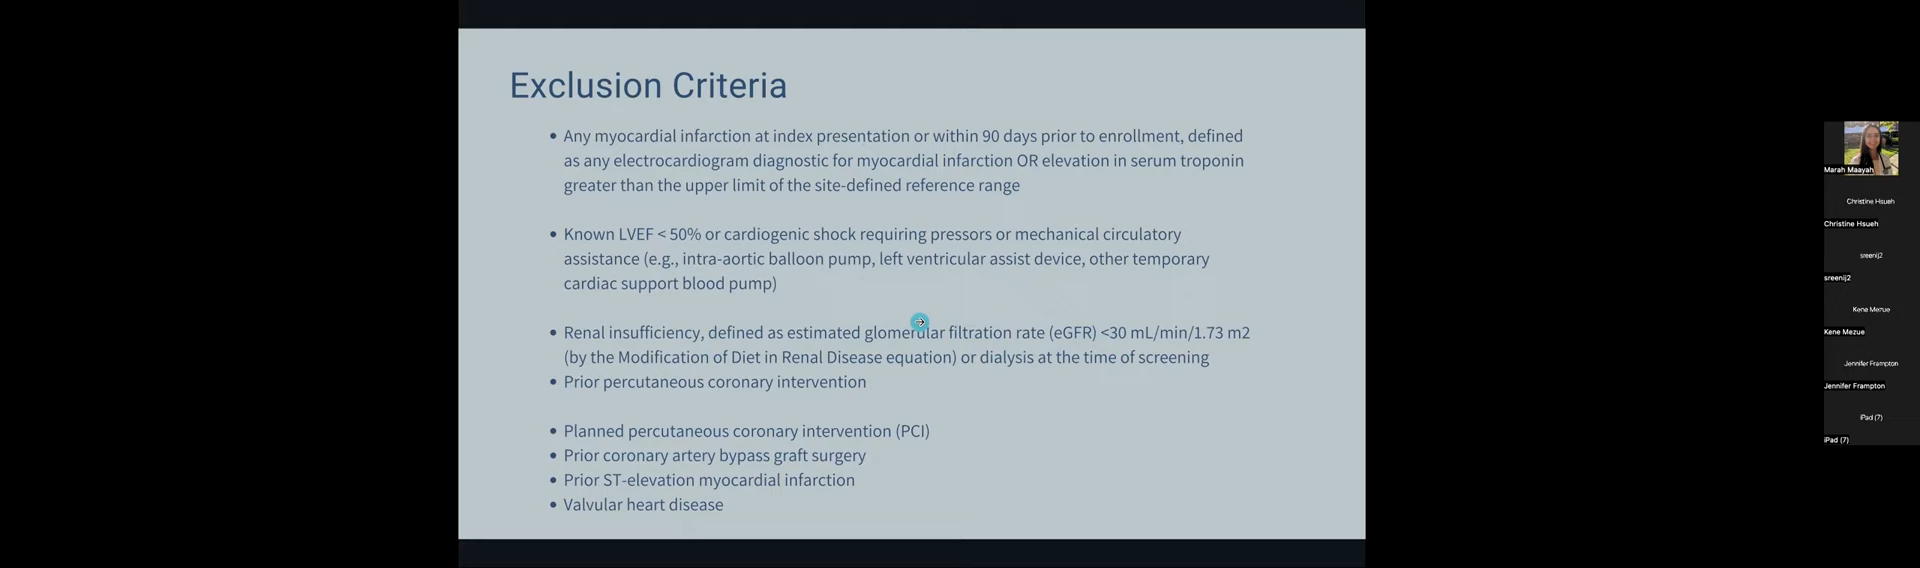 Exclusion Criteria
• Any myocardial infarction at index presentation or within 90 days prior to enrollment, defined
as any electrocardiogram diagnostic for myocardial infarction OR elevation in serum troponin
greater than the upper limit of the site-defined reference range
• Known LVEF < 50% or cardiogenic shock requiring pressors or mechanical circulatory
assistance (e.g., intra-aortic balloon pump, left ventricular assist device, other temporary
cardiac support blood pump)
• Renal insufficiency, defined as estimated glomerular filtration rate (eGFR) <30 mL/min/1.73 m2
(by the Modification of Diet in Renal Disease equation) or dialysis at the time of screening
• Prior percutaneous coronary intervention
• Planned percutaneous coronary intervention (PCI)
• Prior coronary artery bypass graft surgery
• Prior ST-elevation myocardial infarction
• Valvular heart disease
Marah Maayah
Christine Hsueh
Christine Hsueh
sreenij2
sreenij2
Kene Mezue
Kene Mezue
Jennifer Frampton
Jennifer Frampton
iPad (7)
iPad (7)